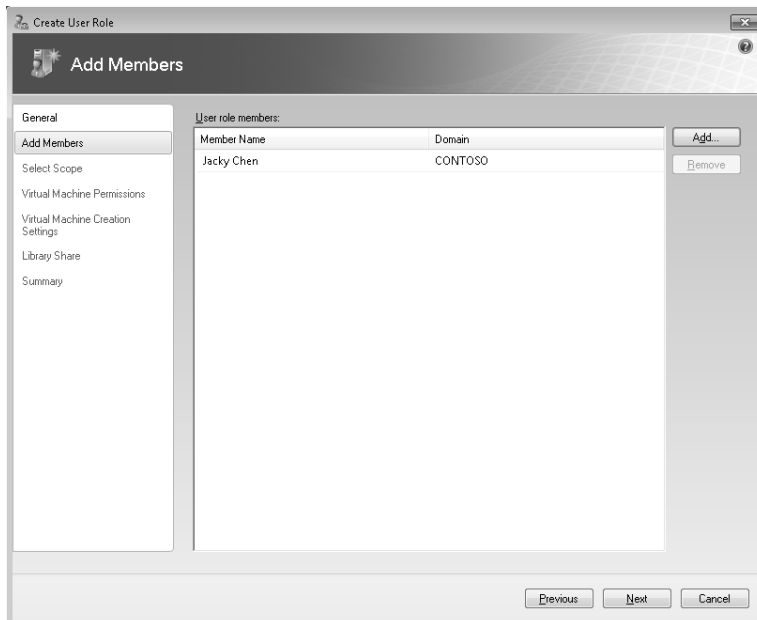 Create User Role
Add Members
General
Add Members
Select Scope
Virtual Machine Permissions
Virtual Machine Creation
Settings
Library Share
Summary
User role members:
Member Name Domain
Jacky Chen CONTOSO
Add...
Remove
Previous Next Cancel